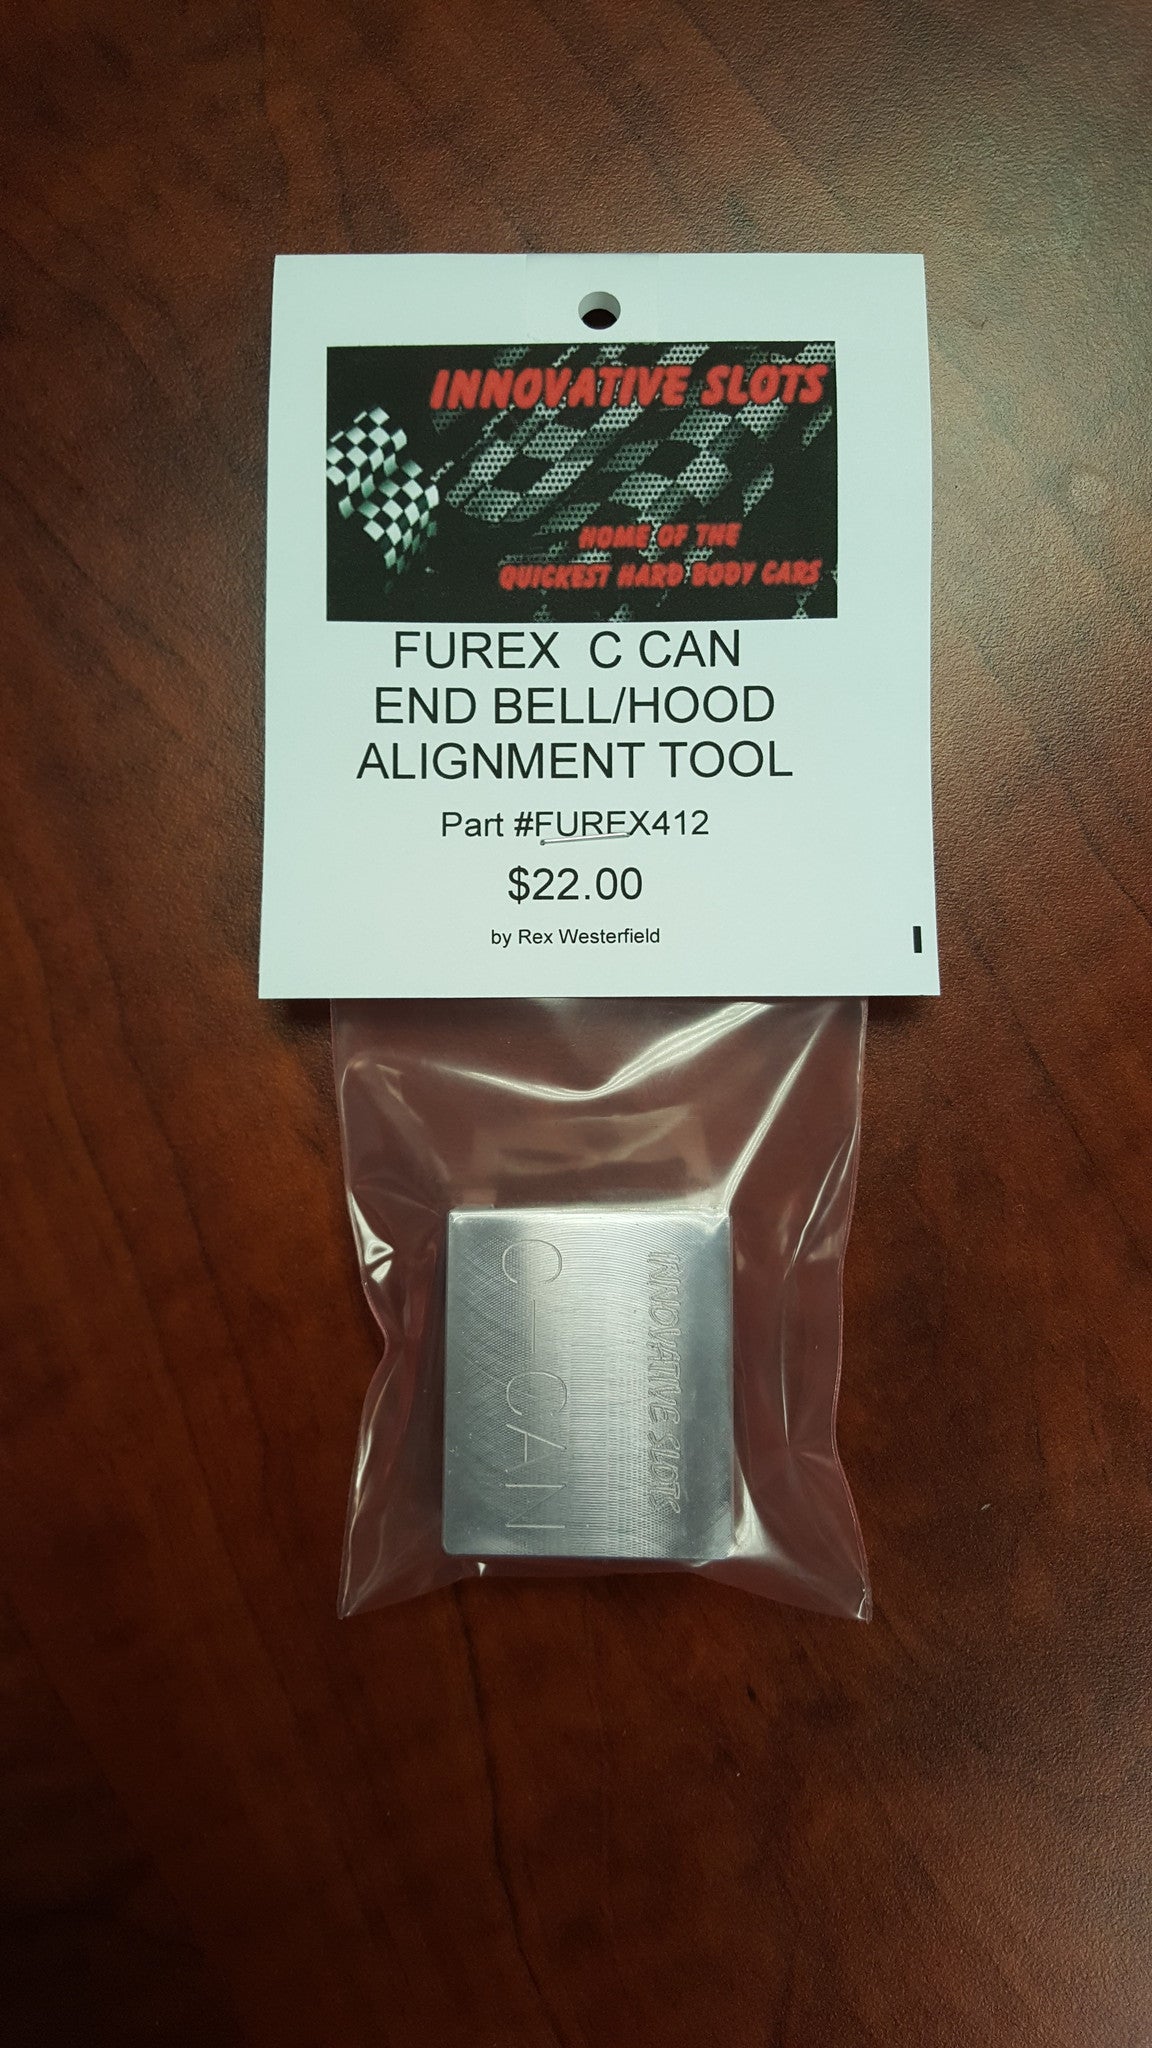 INNOVATIVE SLOTS
HOME OF THE
QUICKEST HARD BODY CARS
FUREX C CAN
END BELL/HOOD
ALIGNMENT TOOL
Part #FUREX412
$22.00
by Rex Westerfield
INNOVATIVE SLOTS
C-CAN